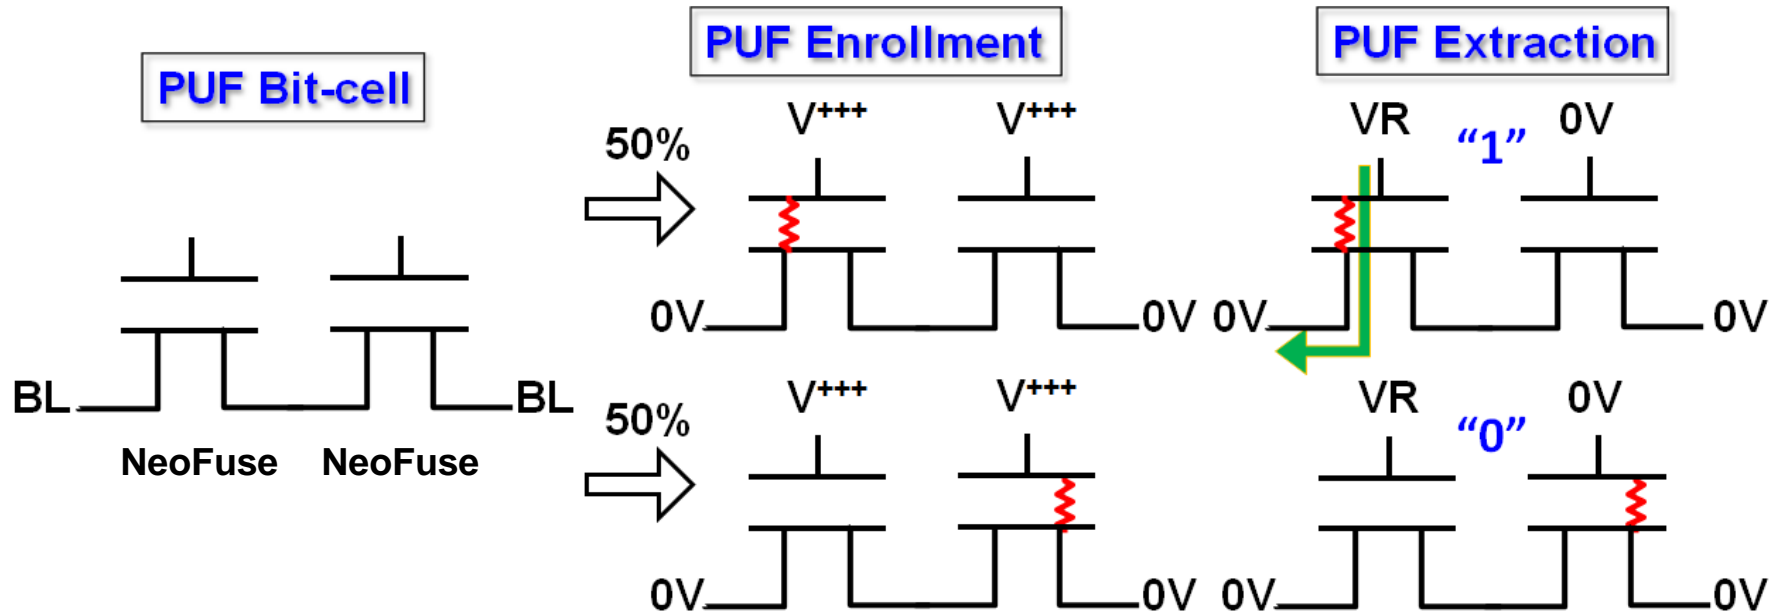 PUF Bit-cell
BL BL
NeoFuse NeoFuse
PUF Enrollment
50%
V+++ V+++
0V 0V
50%
V+++ V+++
0V 0V
PUF Extraction
VR “1” 0V
0V 0V
VR “0” 0V
0V 0V